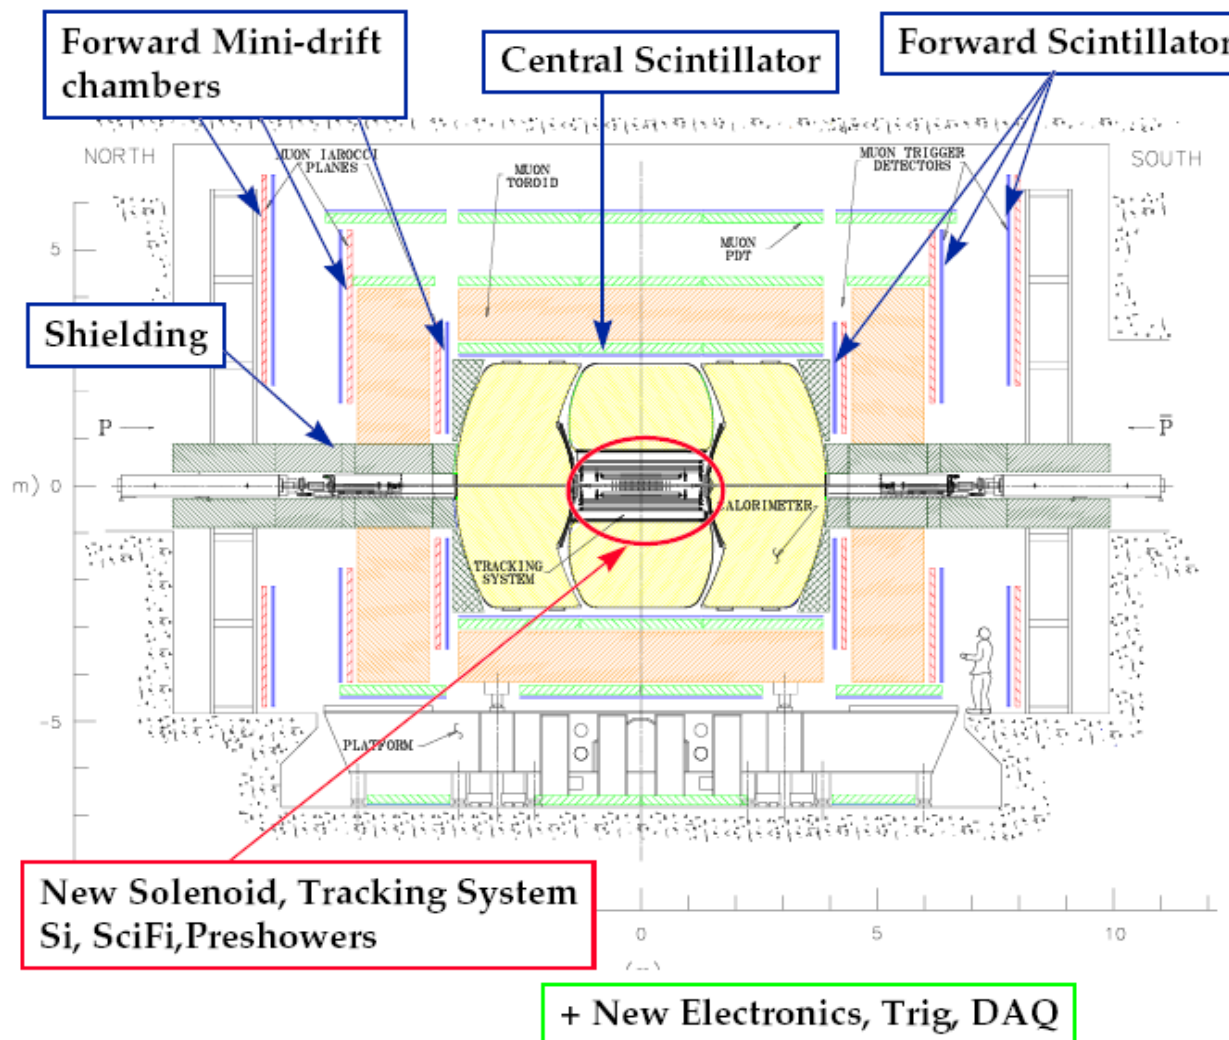 Forward Mini-drift
chambers
Central Scintillator
Forward Scintillator
NORTH
MUON IAROCCI
PLANES
MUON
TOROID
MUON TRIGGER
DETECTORS
SOUTH
5
MUON
PDT
Shielding
P
P̅
m) 0
CALORIMETER
TRACKING
SYSTEM
-5
PLATFORM
New Solenoid, Tracking System
Si, SciFi,Preshowers
0
5
10
+ New Electronics, Trig, DAQ